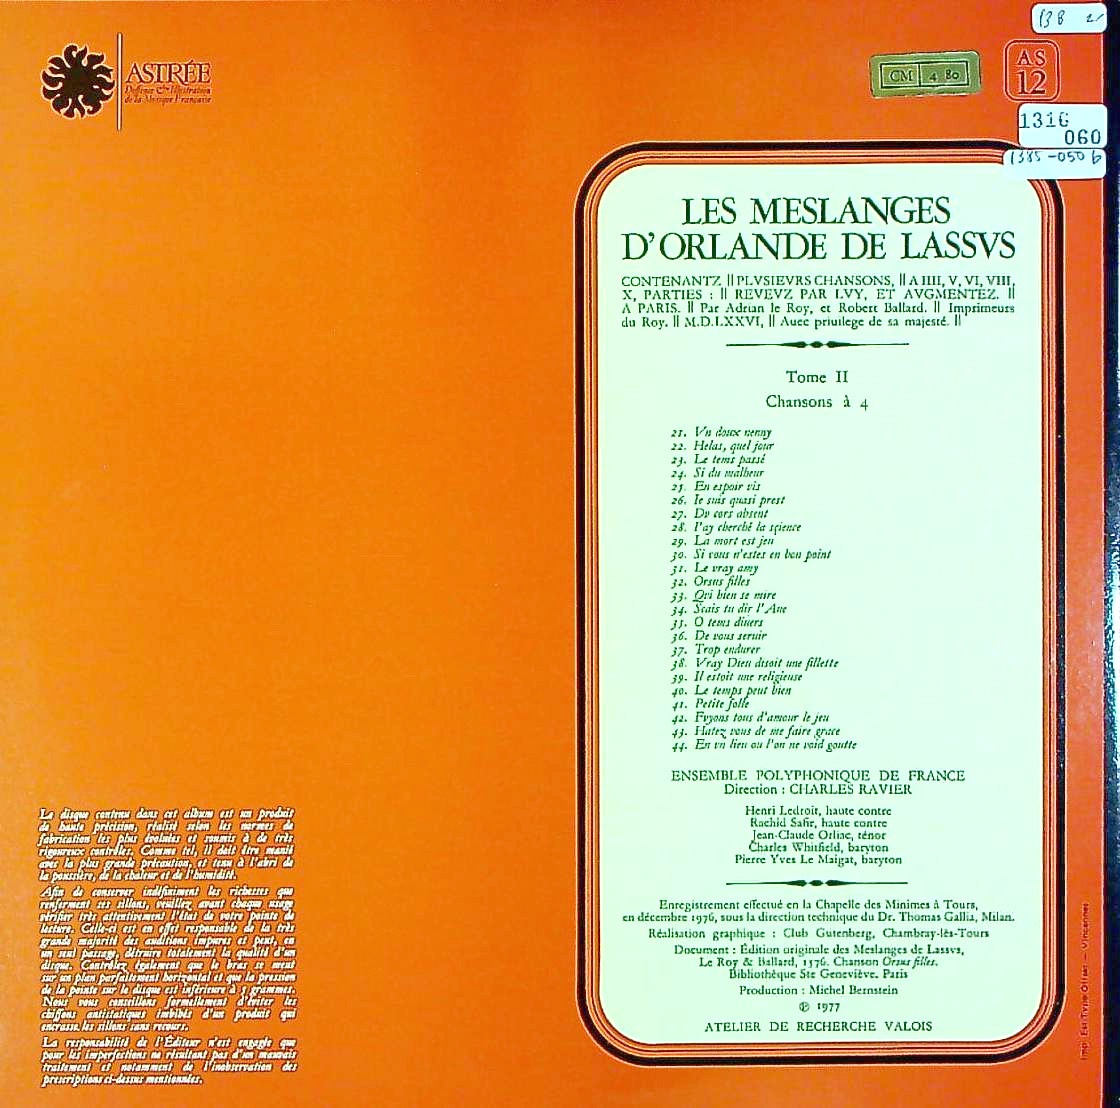 ASTRÉE
Deffence & Illustration
de la Musique Française
138
CM 4 80
AS
12
131G
060
1385-050 b
LES MESLANGES
D'ORLANDE DE LASSVS
CONTENANTZ || PLVSIEVRS CHANSONS, || A IIII, V, VI, VIII,
X, PARTIES : || REVEVZ PAR LVY, ET AVGMENTEZ. ||
A PARIS. || Par Adrian le Roy, et Robert Ballard. || Imprimeurs
du Roy. || M.D.LXXVI, || Auec priuilege de sa majesté. ||
Tome II
Chansons à 4
21. Vn doux nenny
22. Helas, quel jour
23. Le tems passé
24. Si du malheur
25. En espoir vis
26. Ie suis quasi prest
27. Dv cors absent
28. I'ay cherché la sçience
29. La mort est jeu
30. Si vous n'estes en bon point
31. Le vray amy
32. Orsus filles
33. Qvi bien se mire
34. Scais tu dir l'Aue
35. O tems diuers
36. De vous seruir
37. Trop endurer
38. Vray Dieu disoit une fillette
39. Il estoit une religieuse
40. Le temps peut bien
41. Petite folle
42. Fvyons tous d'amour le jeu
43. Hatez vous de me faire grace
44. En vn lieu ou l'on ne void goutte
ENSEMBLE POLYPHONIQUE DE FRANCE
Direction : CHARLES RAVIER
Henri Ledroit, haute contre
Rachid Safir, haute contre
Jean-Claude Orliac, ténor
Charles Whitfield, baryton
Pierre Yves Le Maigat, baryton
Enregistrement effectué en la Chapelle des Minimes à Tours,
en décembre 1976, sous la direction technique du Dr. Thomas Gallia, Milan.
Réalisation graphique : Club Gutenberg, Chambray-lès-Tours
Document : Édition originale des Meslanges de Lassvs,
Le Roy & Ballard, 1576. Chanson Orsus filles.
Bibliothèque Ste Geneviève. Paris
Production : Michel Bernstein
℗ 1977
ATELIER DE RECHERCHE VALOIS
Le disque contenu dans cet album est un produit
de haute précision, réalisé selon les normes de
fabrication les plus évoluées et soumis à de très
rigoureux contrôles. Comme tel, il doit être manié
avec la plus grande précaution, et tenu à l'abri de
la poussière, de la chaleur et de l'humidité.
Afin de conserver indéfiniment les richesses que
renferment ses sillons, veuillez avant chaque usage
vérifier très attentivement l'état de votre pointe de
lecture. Celle-ci est en effet responsable de la très
grande majorité des auditions impures et peut, en
un seul passage, détruire totalement la qualité d'un
disque. Contrôlez également que le bras se meut
sur un plan parfaitement horizontal et que la pression
de la pointe sur le disque est inférieure à 5 grammes.
Nous vous conseillons formellement d'éviter les
chiffons antistatiques imbibés d'un produit qui
encrasse les sillons sans recours.
La responsabilité de l'Éditeur n'est engagée que
pour les imperfections ne résultant pas d'un mauvais
traitement et notamment de l'inobservation des
prescriptions ci-dessus mentionnées.
Imp. Est Typo Offset — Vincennes